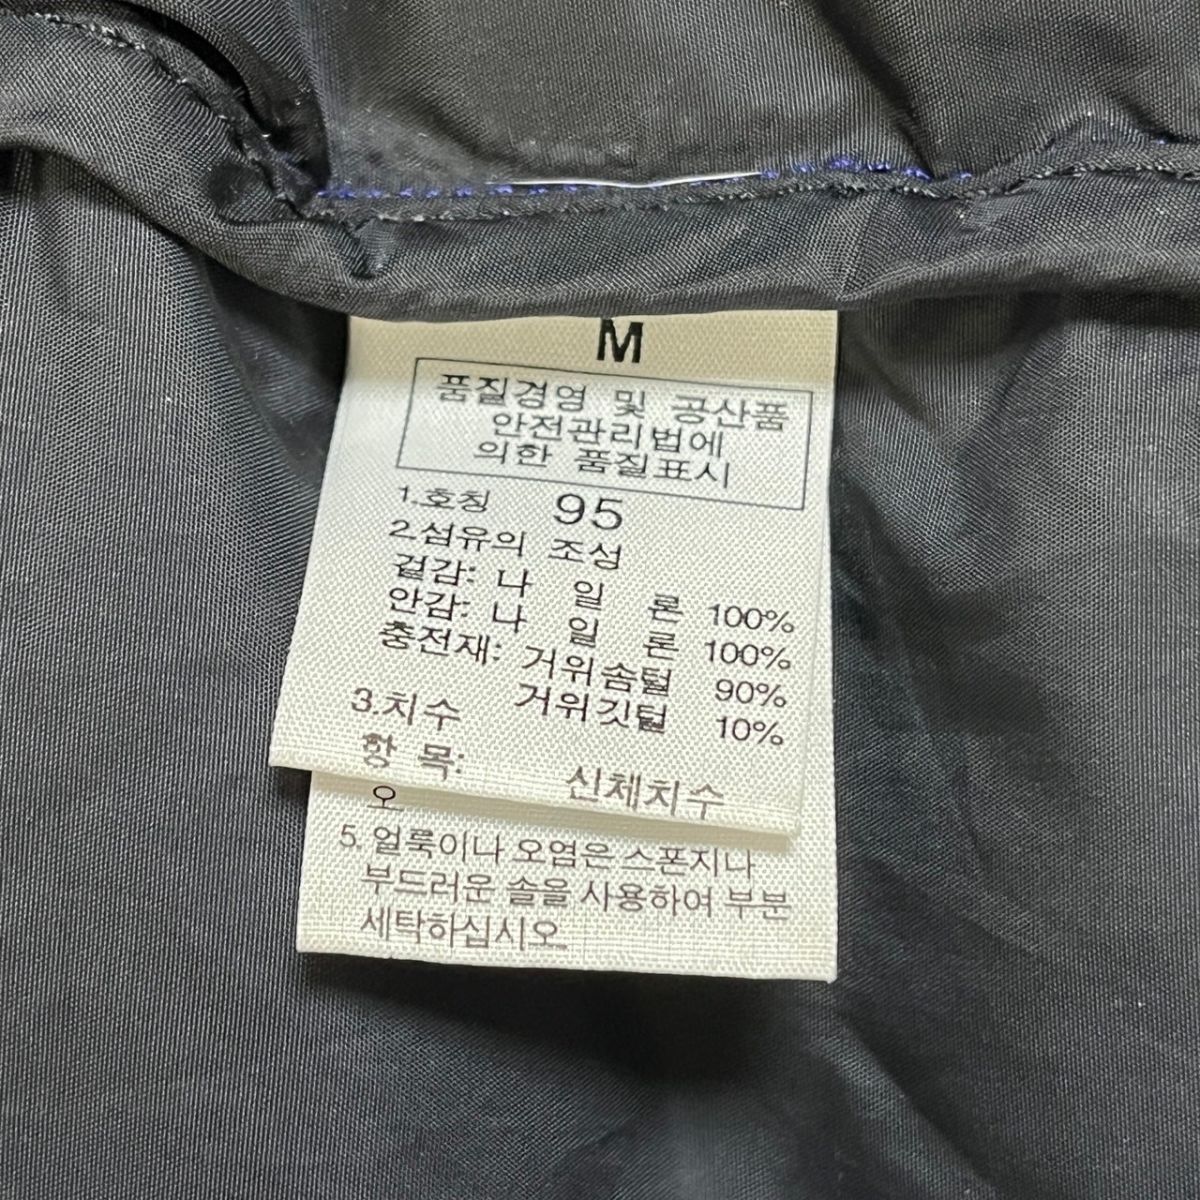 M
품질경영 및 공산품
안전관리법에
의한 품질표시
1.호칭 95
2.섬유의 조성
겉감: 나 일 론 100%
안감: 나 일 론 100%
충전재: 거위솜털 90%
거위깃털 10%
3.치수
항 목: 신체치수
오
5. 얼룩이나 오염은 스폰지나
부드러운 솔을 사용하여 부분
세탁하십시오.